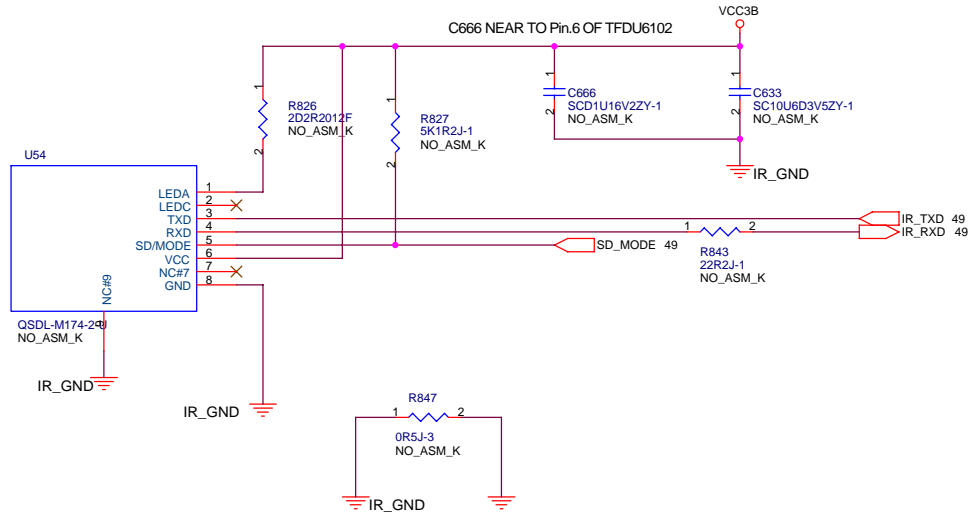 VCC3B
C666 NEAR TO Pin.6 OF TFDU6102
1
R826
2D2R2012F
NO_ASM_K
2
1
R827
5K1R2J-1
NO_ASM_K
2
1
C666
SCD1U16V2ZY-1
2
NO_ASM_K
1
C633
SC10U6D3V5ZY-1
2
NO_ASM_K
IR_GND
U54
LEDA 1
LEDC 2
TXD 3
RXD 4
SD/MODE 5
VCC 6
NC#7 7
GND 8
NC#9
9
QSDL-M174-2-U
NO_ASM_K
IR_GND
IR_GND
IR_TXD 49
IR_RXD 49
SD_MODE 49
1 2
R843
22R2J-1
NO_ASM_K
R847
1 2
0R5J-3
NO_ASM_K
IR_GND